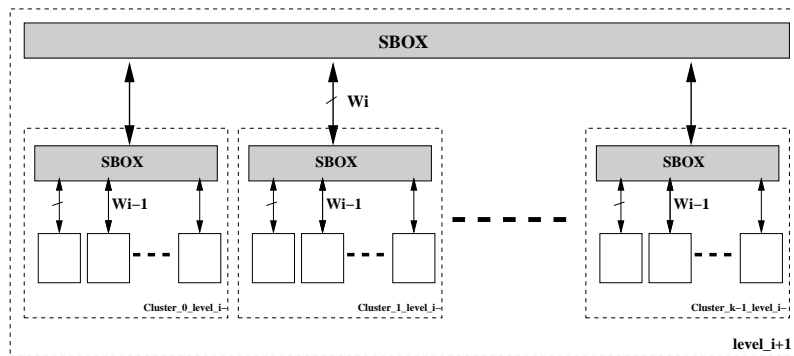 SBOX
Wi
SBOX
SBOX
SBOX
Wi−1
Wi−1
Wi−1
Cluster_0_level_i−
Cluster_1_level_i−
Cluster_k−1_level_i−
level_i+1